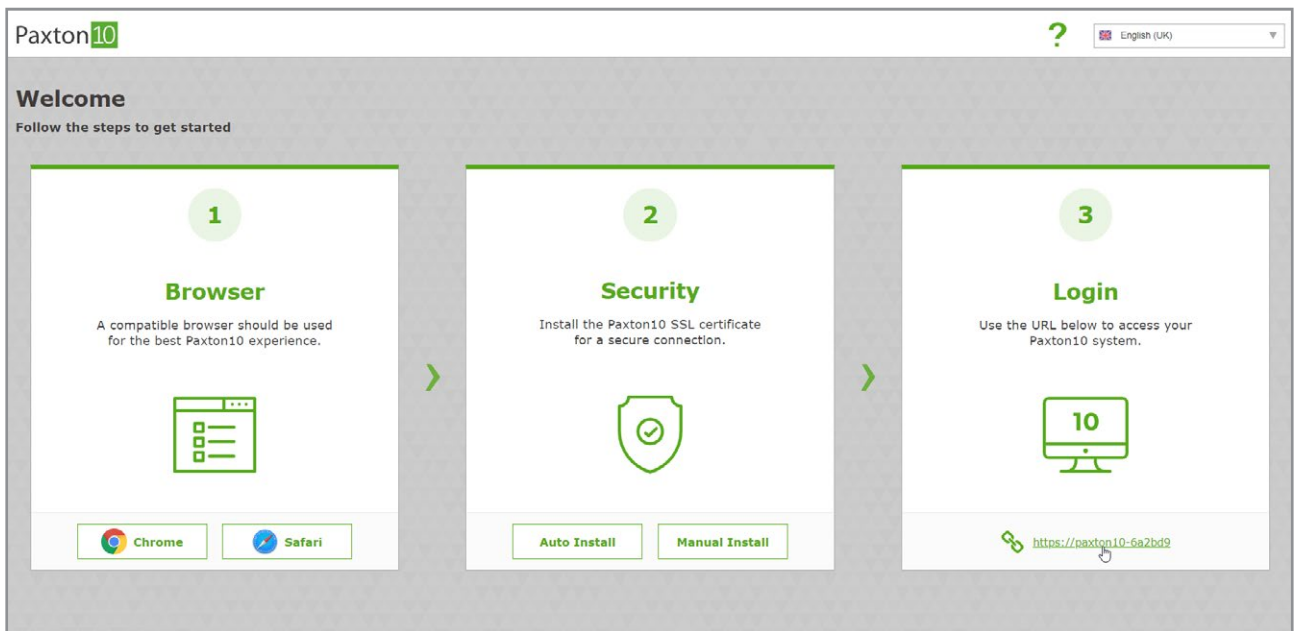 Paxton10
? English (UK)
Welcome
Follow the steps to get started
1
Browser
A compatible browser should be used
for the best Paxton10 experience.
Chrome
Safari
2
Security
Install the Paxton10 SSL certificate
for a secure connection.
Auto Install
Manual Install
3
Login
Use the URL below to access your
Paxton10 system.
10
https://paxton10-6a2bd9